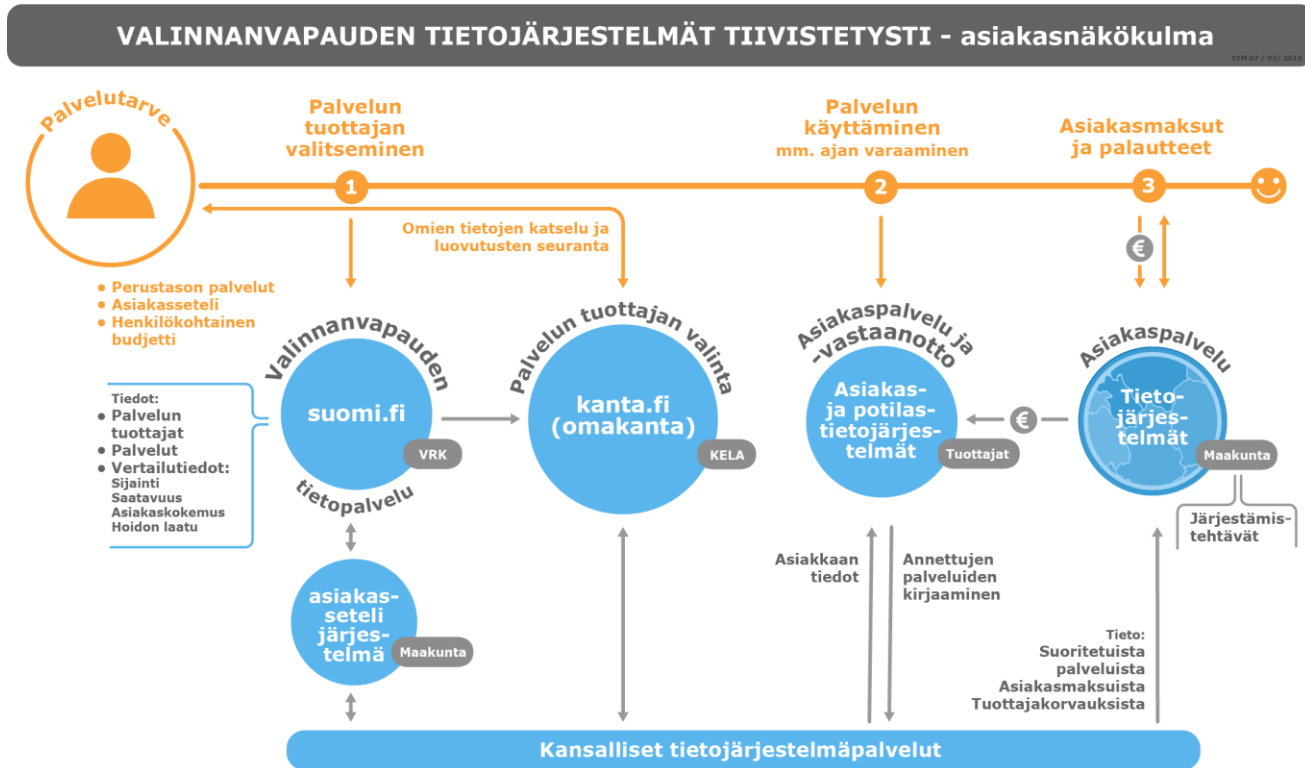 VALINNANVAPAUDEN TIETOJÄRJESTELMÄT TIIVISTETYSTI - asiakasnäkökulma
STM 07 / 03/ 2018
Palvelutarve
Palvelun
tuottajan
valitseminen
Palvelun
käyttäminen
mm. ajan varaaminen
Asiakasmaksut
ja palautteet
1
2
3
Omien tietojen katselu ja
luovutusten seuranta
€
• Perustason palvelut
• Asiakasseteli
• Henkilökohtainen
budjetti
Valinnanvapauden
suomi.fi
VRK
tietopalvelu
Palvelun tuottajan valinta
kanta.fi
(omakanta)
KELA
Asiakaspalvelu ja
-vastaanotto
Asiakas-
ja potilas-
tietojärjes-
telmät
Tuottajat
€
Asiakaspalvelu
Tieto-
järjes-
telmät
Maakunta
Järjestämis-
tehtävät
Tiedot:
• Palvelun
tuottajat
• Palvelut
• Vertailutiedot:
Sijainti
Saatavuus
Asiakaskokemus
Hoidon laatu
asiakas-
seteli
järjes-
telmä
Maakunta
Asiakkaan
tiedot
Annettujen
palveluiden
kirjaaminen
Tieto:
Suoritetuista
palveluista
Asiakasmaksuista
Tuottajakorvauksista
Kansalliset tietojärjestelmäpalvelut